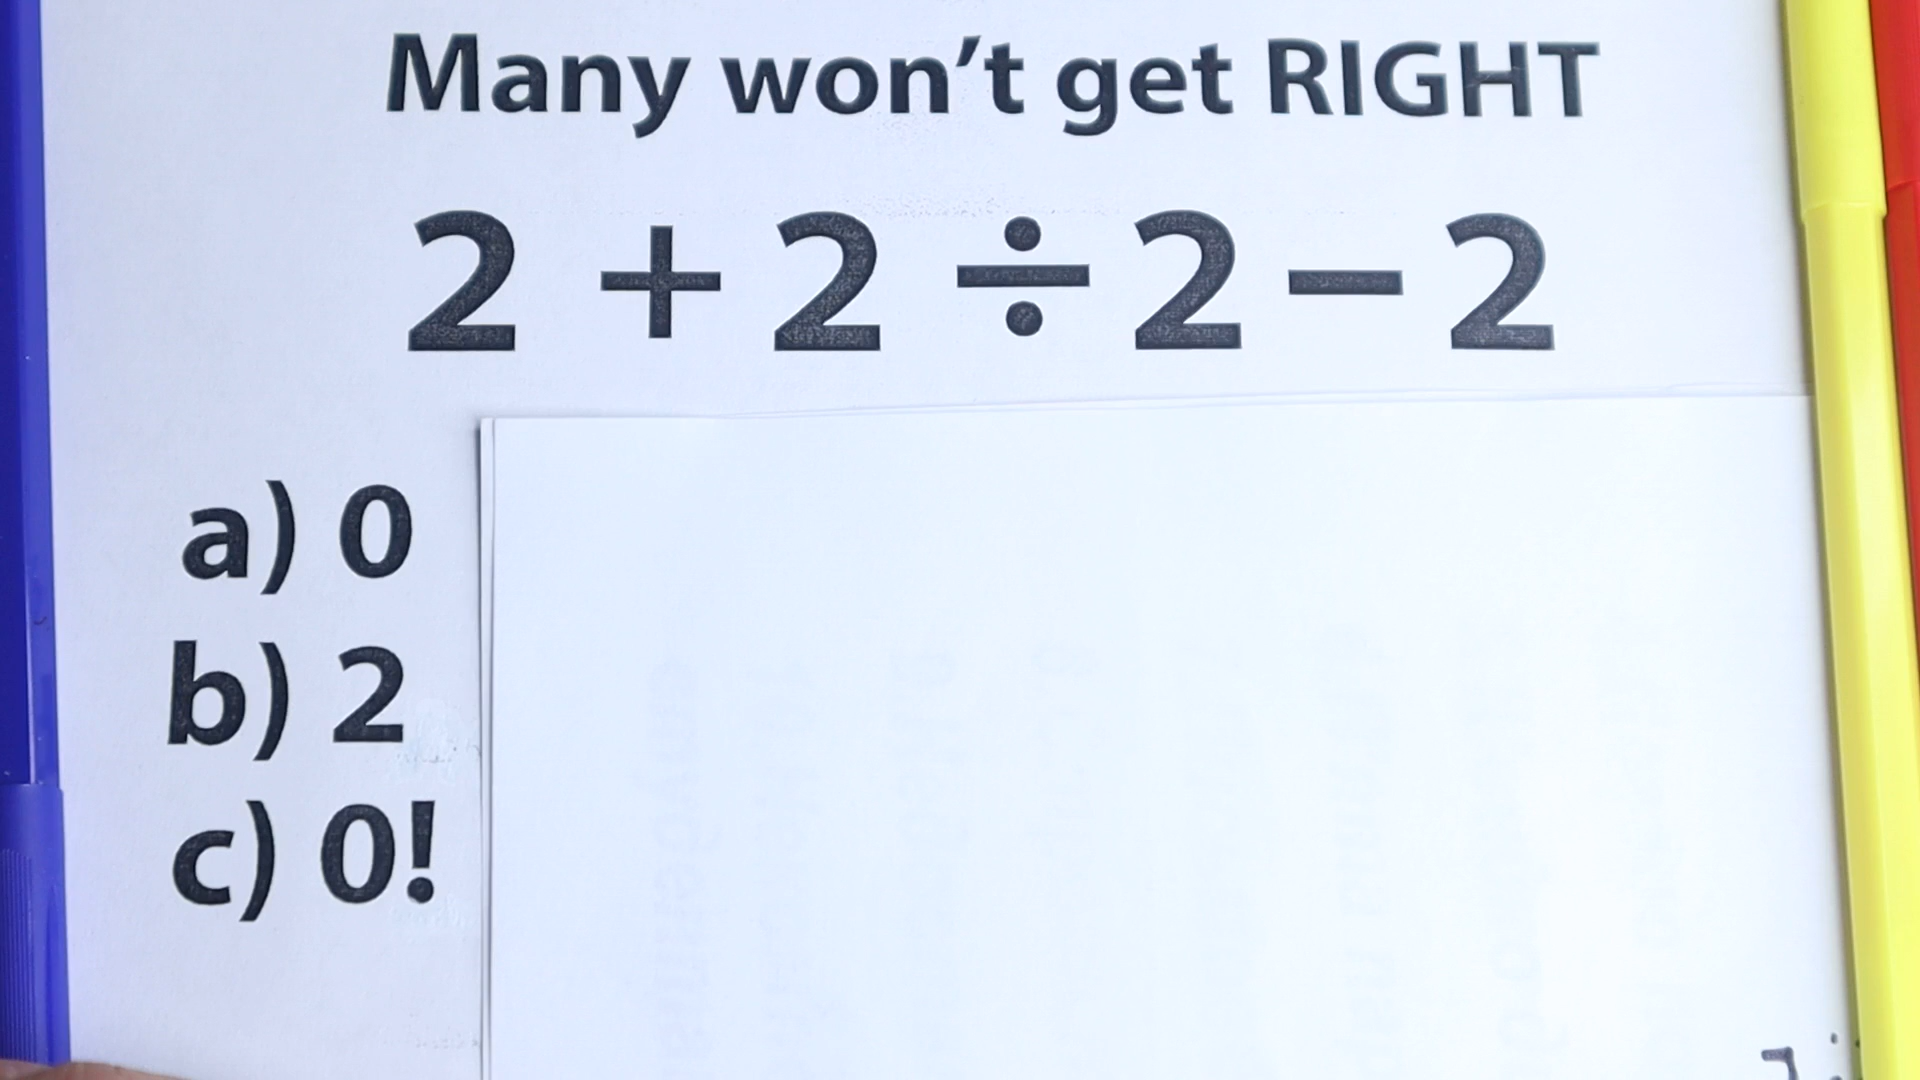 Many won't get RIGHT
2 + 2 ÷ 2 − 2
a) 0
b) 2
c) 0!